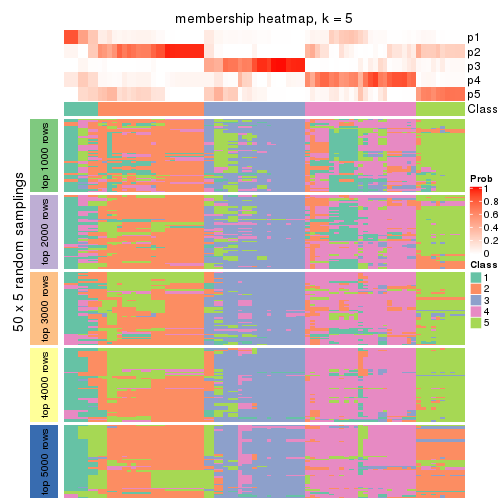 membership heatmap, k = 5
p1
p2
p3
p4
p5
Class
50 x 5 random samplings
top 1000 rows
top 2000 rows
top 3000 rows
top 4000 rows
top 5000 rows
Prob
1
0.8
0.6
0.4
0.2
0
Class
1
2
3
4
5